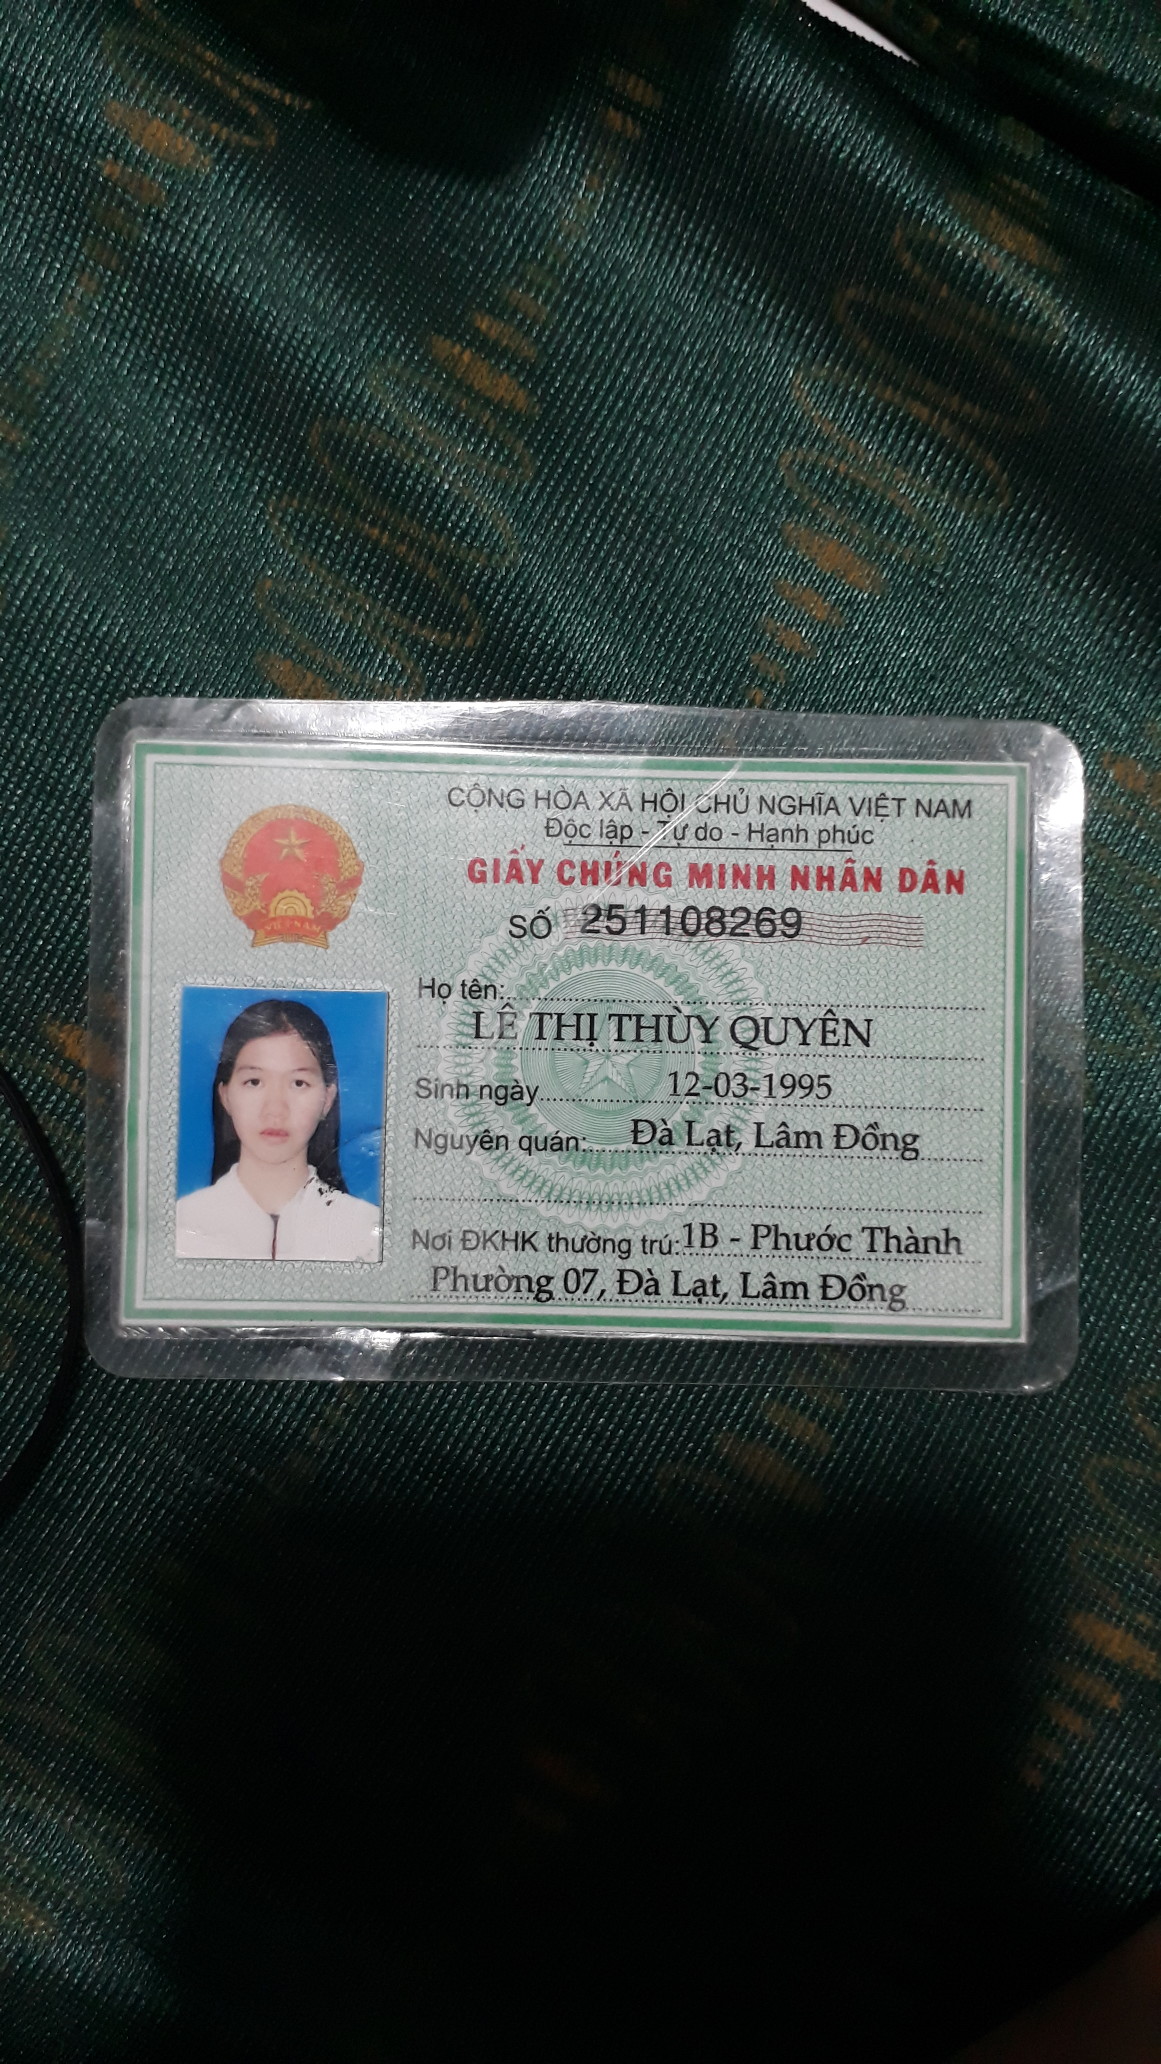 CỘNG HÒA XÃ HỘI CHỦ NGHĨA VIỆT NAM
Độc lập - Tự do - Hạnh phúc
GIẤY CHỨNG MINH NHÂN DÂN
SỐ 251108269
VIỆT NAM
Họ tên:
LÊ THỊ THÙY QUYÊN
Sinh ngày 12-03-1995
Nguyên quán: Đà Lạt, Lâm Đồng
Nơi ĐKHK thường trú: 1B - Phước Thành
Phường 07, Đà Lạt, Lâm Đồng